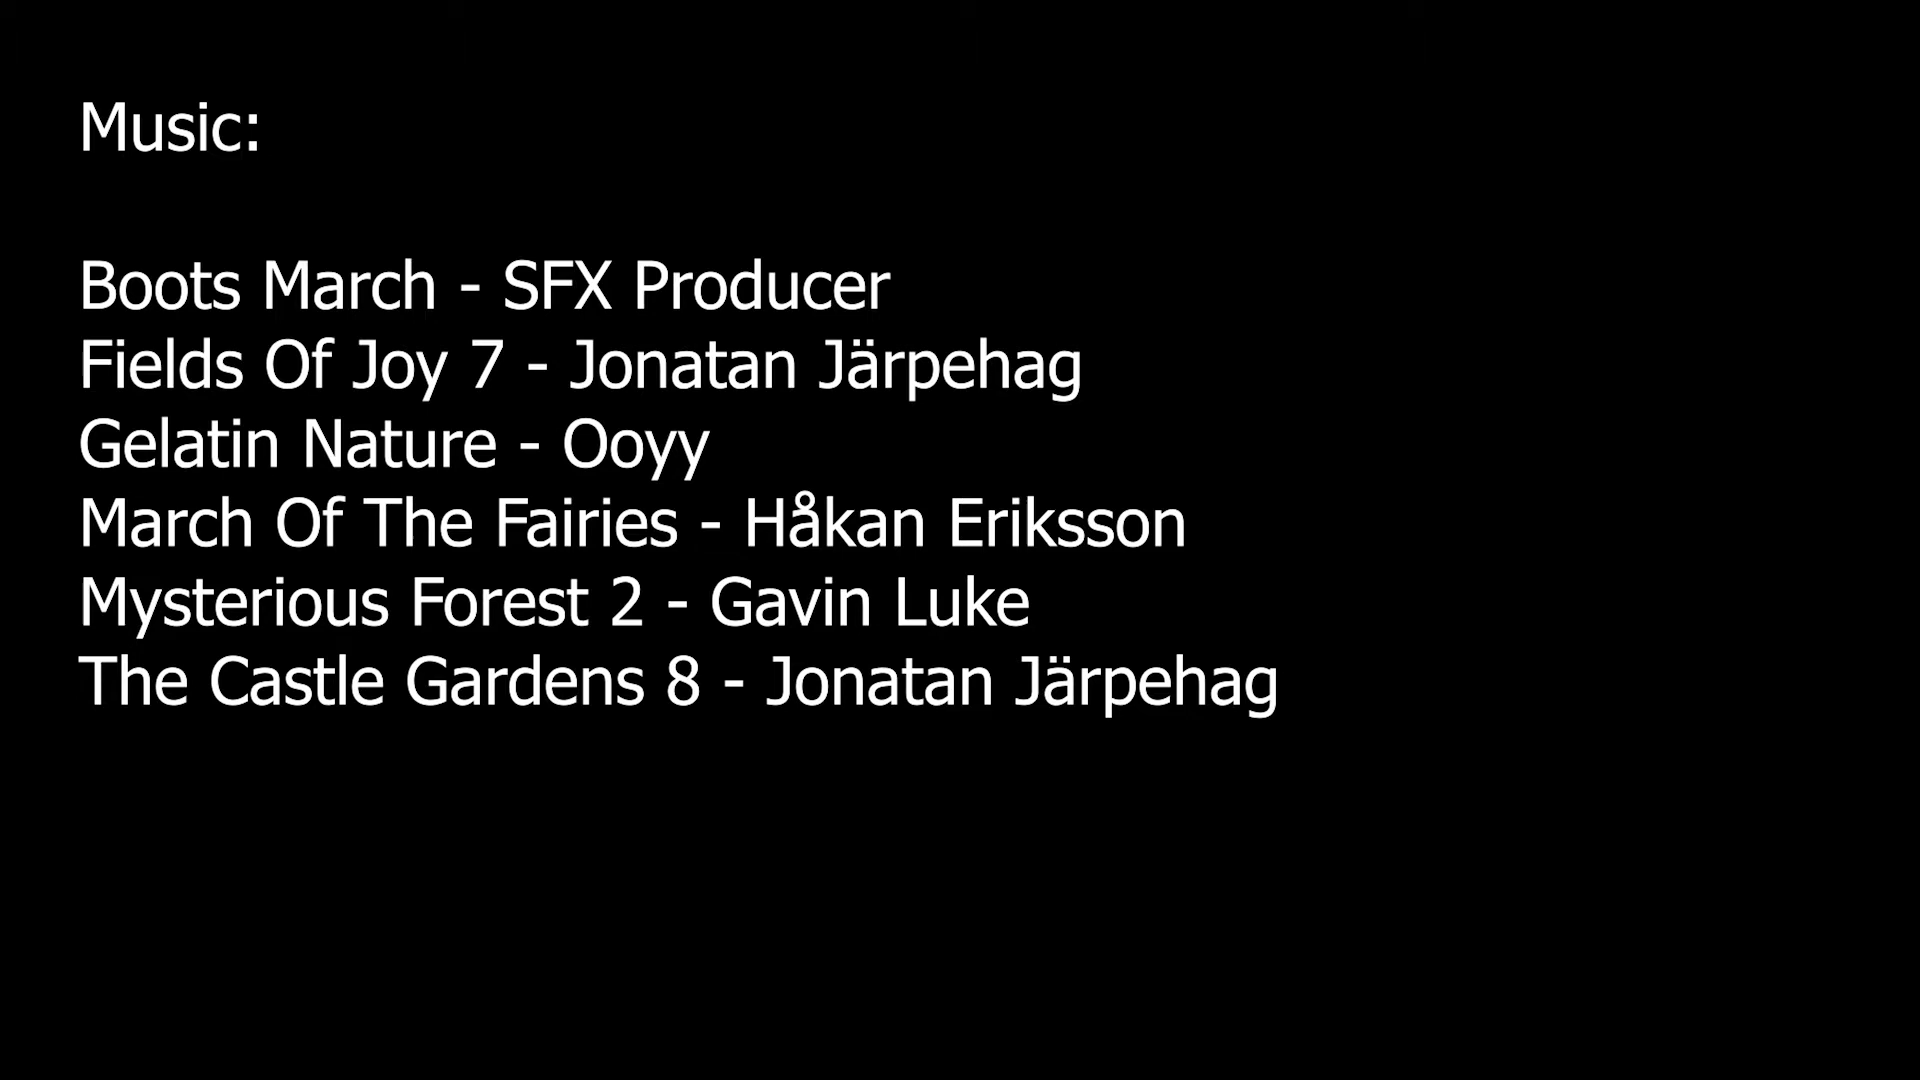 Music:
Boots March - SFX Producer
Fields Of Joy 7 - Jonatan Järpehag
Gelatin Nature - Ooyy
March Of The Fairies - Håkan Eriksson
Mysterious Forest 2 - Gavin Luke
The Castle Gardens 8 - Jonatan Järpehag